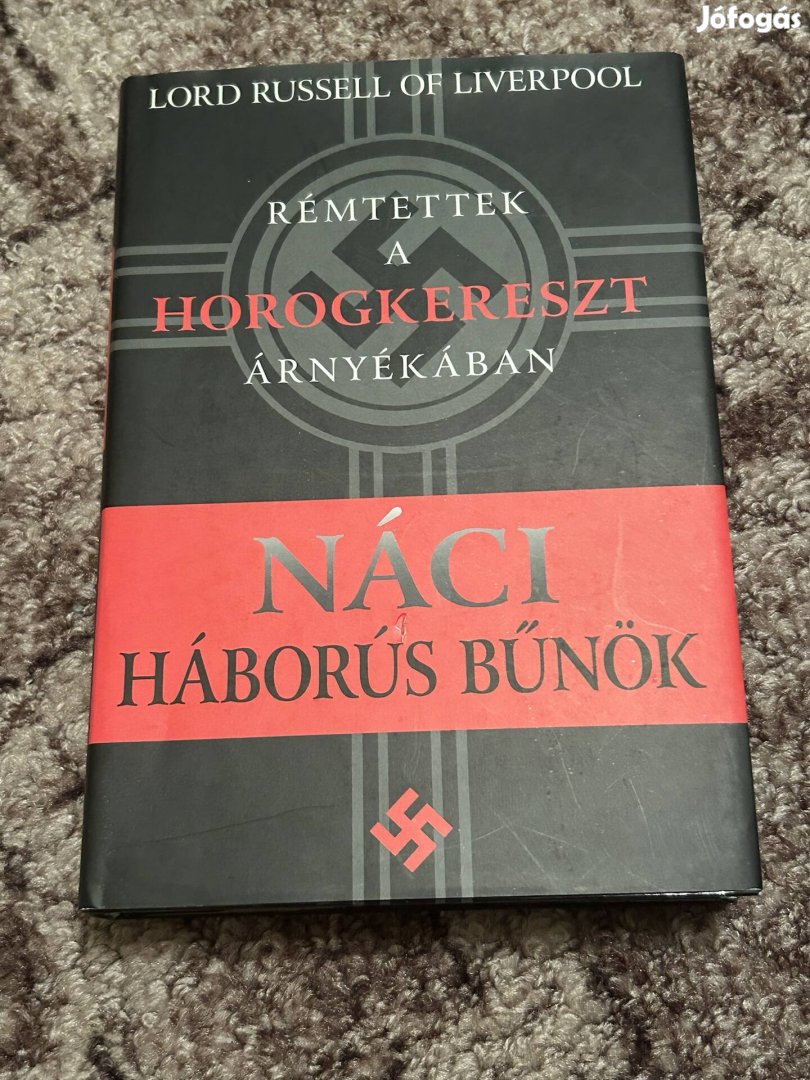 Jófogás
LORD RUSSELL OF LIVERPOOL
RÉMTETTEK
A
HOROGKERESZT
ÁRNYÉKÁBAN
NÁCI
HÁBORÚS BŰNÖK